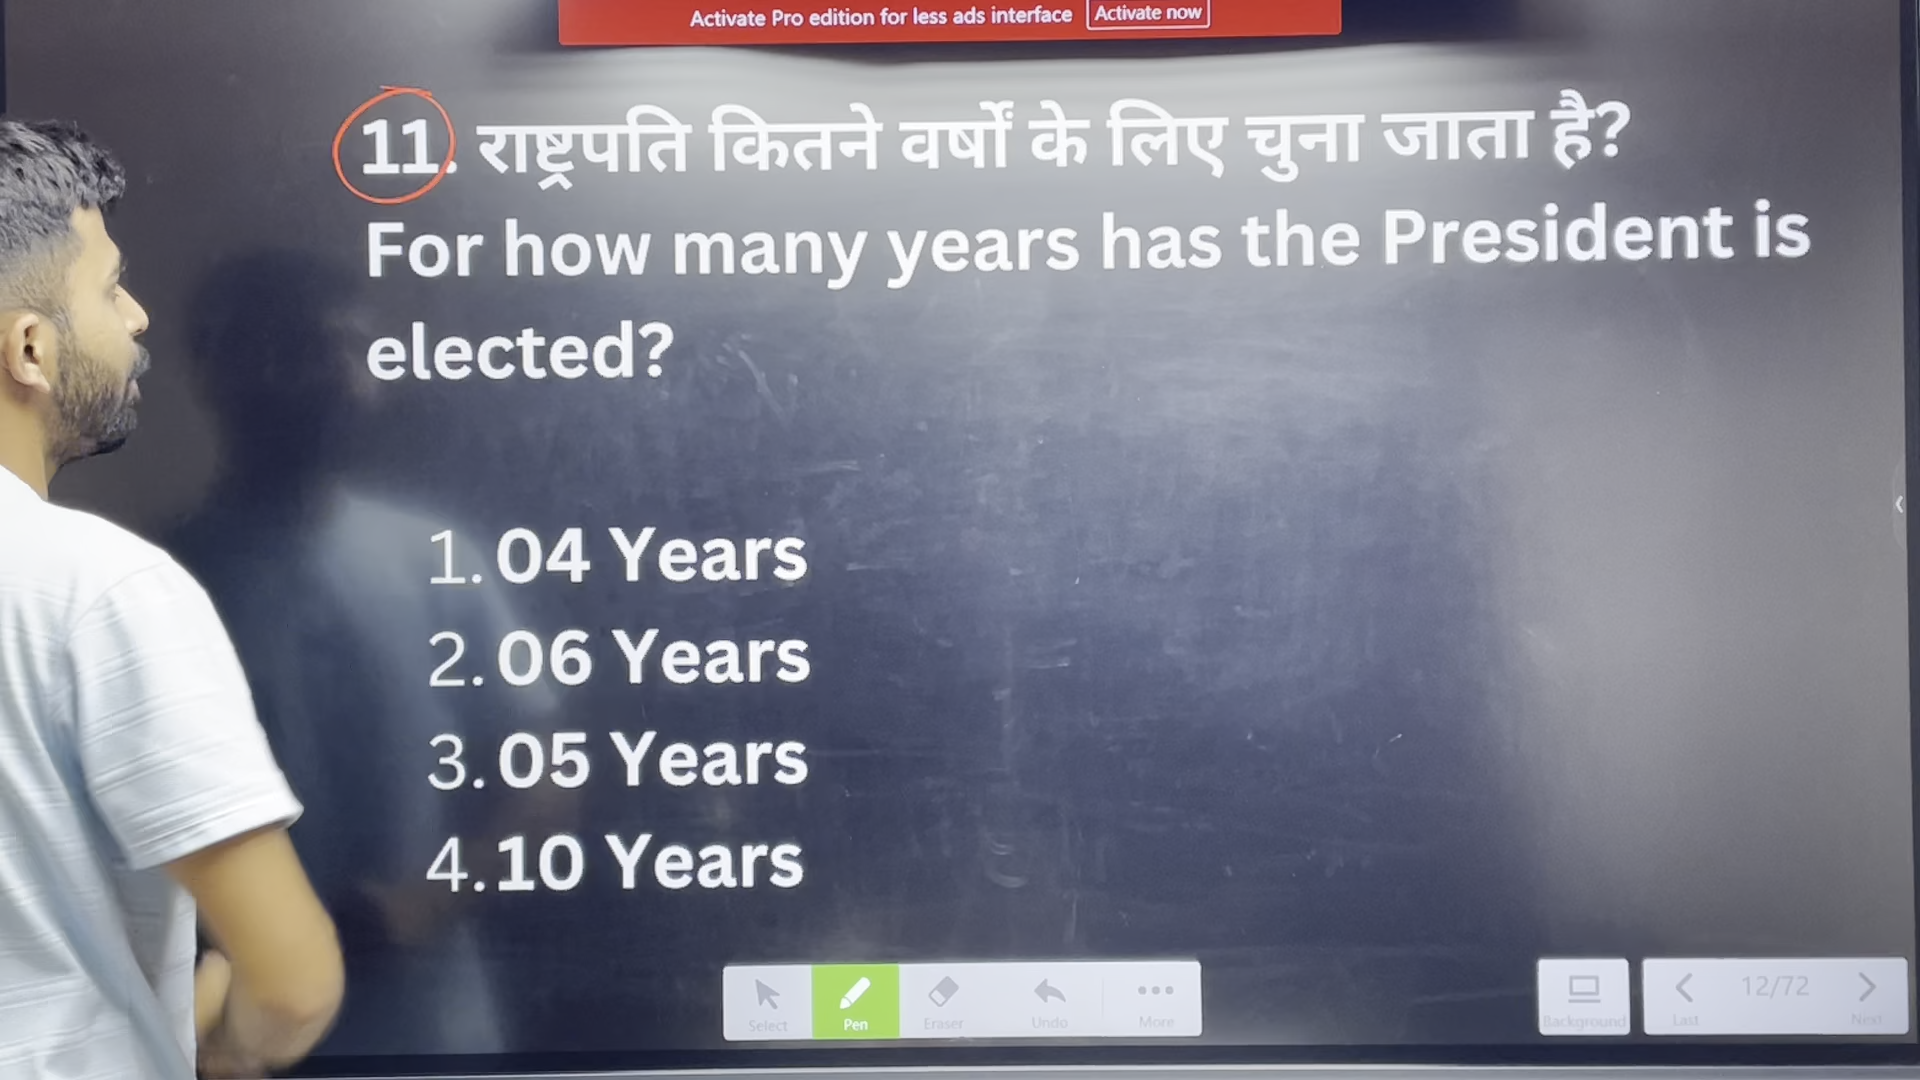 Activate Pro edition for less ads interface Activate now
11. राष्ट्रपति कितने वर्षों के लिए चुना जाता है?
For how many years has the President is
elected?
1. 04 Years
2. 06 Years
3. 05 Years
4. 10 Years
Select Pen Eraser Undo More Background Last 12/72 Next